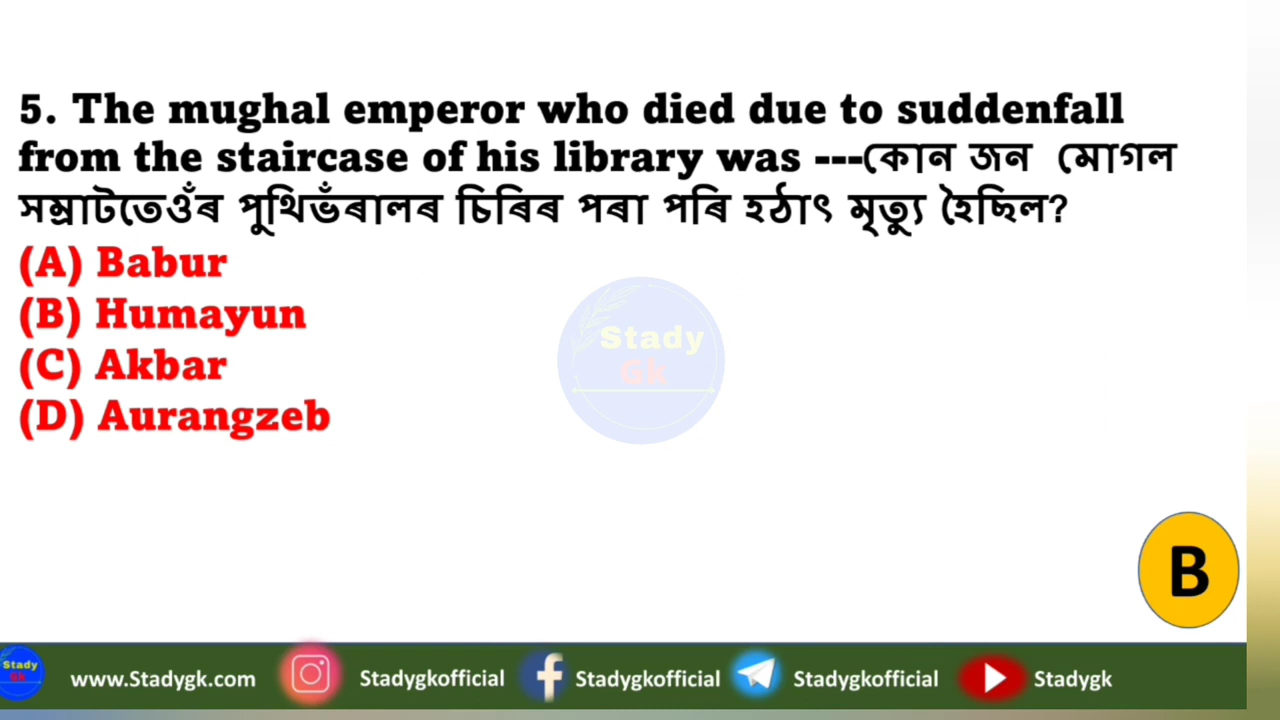 5. The mughal emperor who died due to suddenfall
from the staircase of his library was ---কোন জন মোগল
সম্ৰাটতেওঁৰ পুথিভঁৰালৰ চিৰিৰ পৰা পৰি হঠাৎ মৃত্যু হৈছিল?
(A) Babur
(B) Humayun
(C) Akbar
(D) Aurangzeb
Stady
Gk
B
Stady
Gk
www.Stadygk.com Stadygkofficial Stadygkofficial Stadygkofficial Stadygk